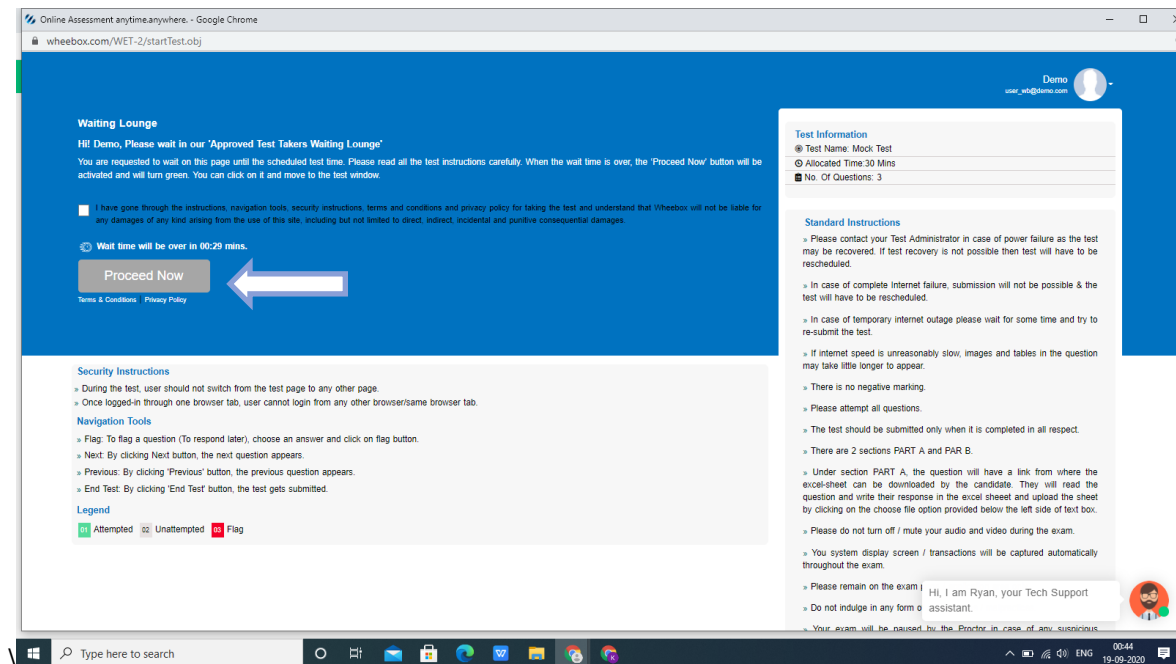 Online Assessment anytime.anywhere. - Google Chrome
wheebox.com/WET-2/startTest.obj
Demo
user_wb@demo.com
Waiting Lounge
Hi! Demo, Please wait in our 'Approved Test Takers Waiting Lounge'
You are requested to wait on this page until the scheduled test time. Please read all the test instructions carefully. When the wait time is over, the 'Proceed Now' button will be
activated and will turn green. You can click on it and move to the test window.
I have gone through the instructions, navigation tools, security instructions, terms and conditions and privacy policy for taking the test and understand that Wheebox will not be liable for
any damages of any kind arising from the use of this site, including but not limited to direct, indirect, incidental and punitive consequential damages.
Wait time will be over in 00:29 mins.
Proceed Now
Terms & Conditions | Privacy Policy
Security Instructions
» During the test, user should not switch from the test page to any other page.
» Once logged-in through one browser tab, user cannot login from any other browser/same browser tab.
Navigation Tools
» Flag: To flag a question (To respond later), choose an answer and click on flag button.
» Next: By clicking Next button, the next question appears.
» Previous: By clicking 'Previous' button, the previous question appears.
» End Test: By clicking 'End Test' button, the test gets submitted.
Legend
01 Attempted 02 Unattempted 03 Flag
Test Information
Test Name: Mock Test
Allocated Time:30 Mins
No. Of Questions: 3
Standard Instructions
» Please contact your Test Administrator in case of power failure as the test
may be recovered. If test recovery is not possible then test will have to be
rescheduled.
» In case of complete Internet failure, submission will not be possible & the
test will have to be rescheduled.
» In case of temporary internet outage please wait for some time and try to
re-submit the test.
» If internet speed is unreasonably slow, images and tables in the question
may take little longer to appear.
» There is no negative marking.
» Please attempt all questions.
» The test should be submitted only when it is completed in all respect.
» There are 2 sections PART A and PAR B.
» Under section PART A, the question will have a link from where the
excel-sheet can be downloaded by the candidate. They will read the
question and write their response in the excel sheeet and upload the sheet
by clicking on the choose file option provided below the left side of text box.
» Please do not turn off / mute your audio and video during the exam.
» You system display screen / transactions will be captured automatically
throughout the exam.
» Please remain on the exam
» Do not indulge in any form o
» Your exam will be paused by the Proctor in case of any suspicious
Hi, I am Ryan, your Tech Support
assistant.
\
Type here to search
ENG
00:44
19-09-2020